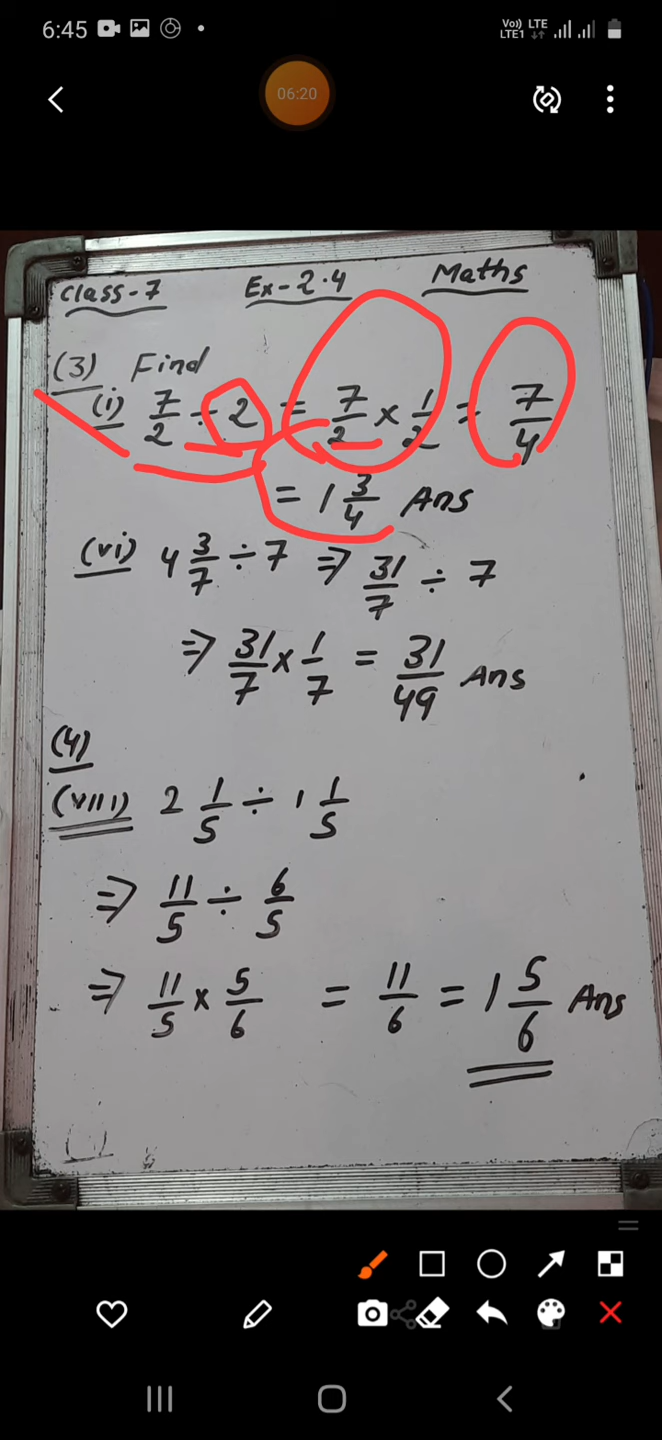 6:45
Vo)) LTE
LTE1
06:20
Class-7 Ex-2.4 Maths
(3) Find
(i) 7/2 ÷ 2 = 7/2 × 1/2 = 7/4
= 1 3/4 Ans
(vi) 4 3/7 ÷ 7 ⇒ 31/7 ÷ 7
⇒ 31/7 × 1/7 = 31/49 Ans
(4)
(viii) 2 1/5 ÷ 1 1/5
⇒ 11/5 ÷ 6/5
⇒ 11/5 × 5/6 = 11/6 = 1 5/6 Ans